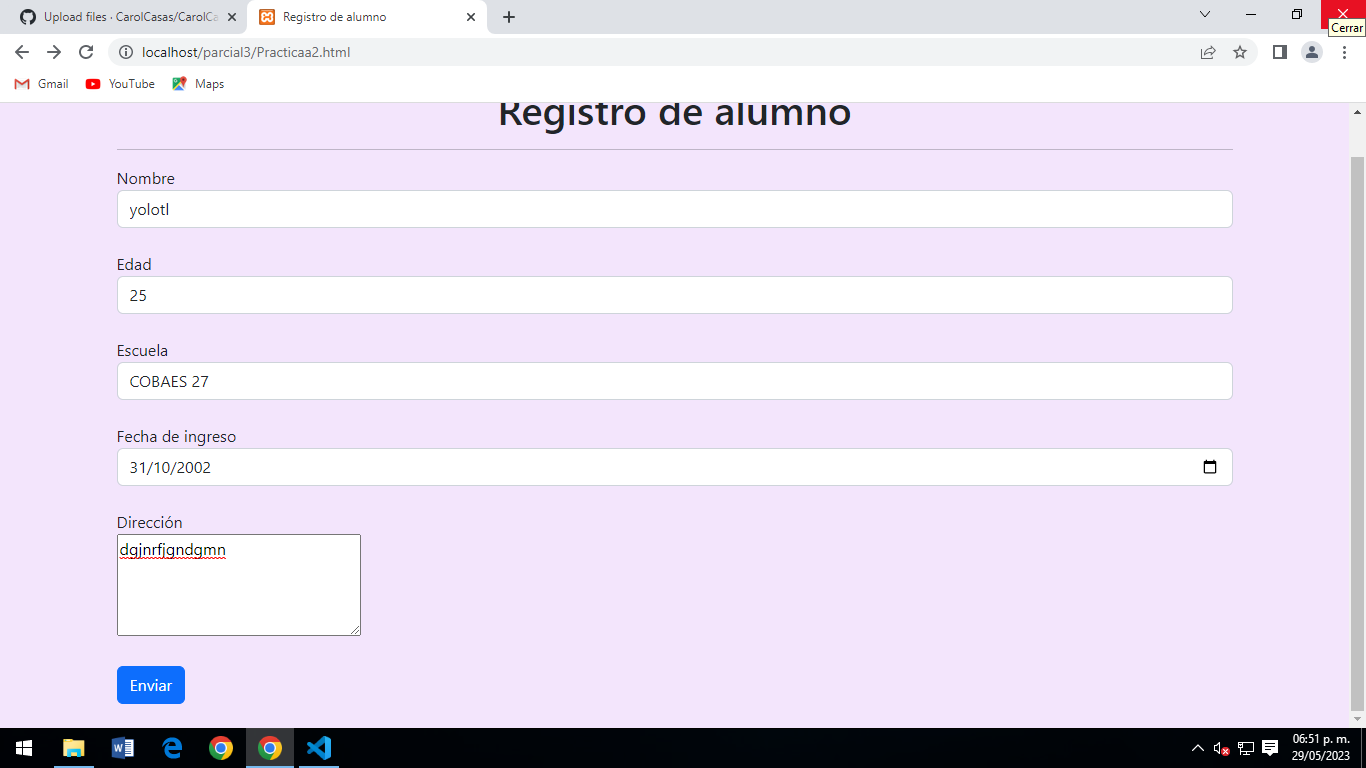 Upload files · CarolCasas/CarolCa
Registro de alumno
Cerrar
localhost/parcial3/Practicaa2.html
Gmail
YouTube
Maps
Registro de alumno
Nombre
yolotl
Edad
25
Escuela
COBAES 27
Fecha de ingreso
31/10/2002
Dirección
dgjnrfjgndgmn
Enviar
06:51 p. m.
29/05/2023